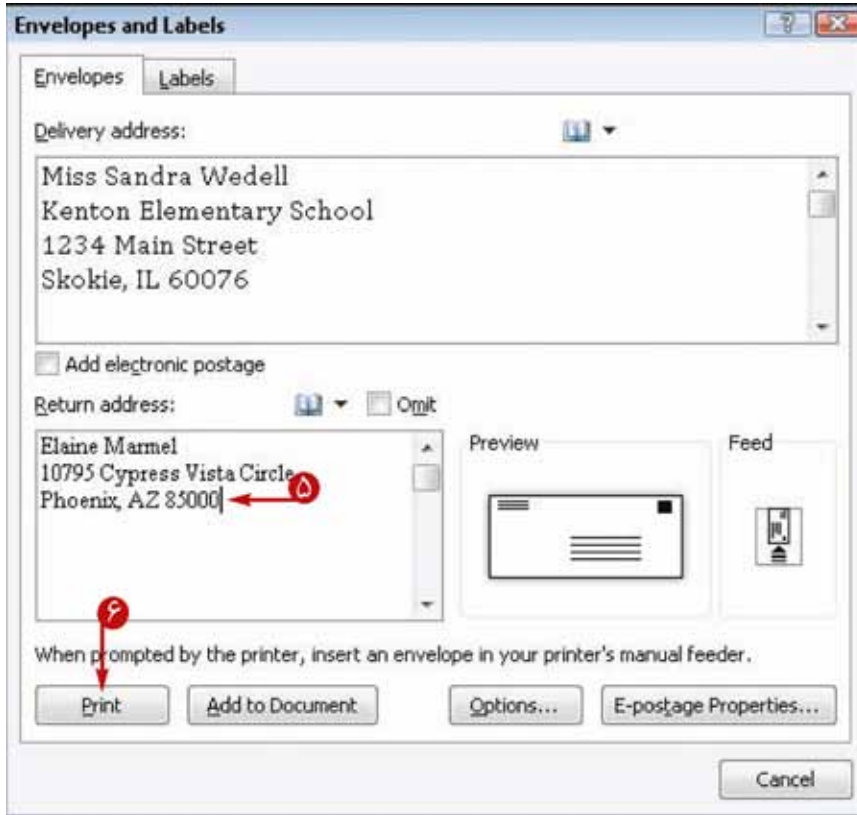 Envelopes and Labels
Envelopes
Labels
Delivery address:
Miss Sandra Wedell
Kenton Elementary School
1234 Main Street
Skokie, IL 60076
Add electronic postage
Return address:
Omit
Elaine Marmel
10795 Cypress Vista Circle
Phoenix, AZ 85000
۵
Preview
Feed
۶
When prompted by the printer, insert an envelope in your printer's manual feeder.
Print
Add to Document
Options...
E-postage Properties...
Cancel